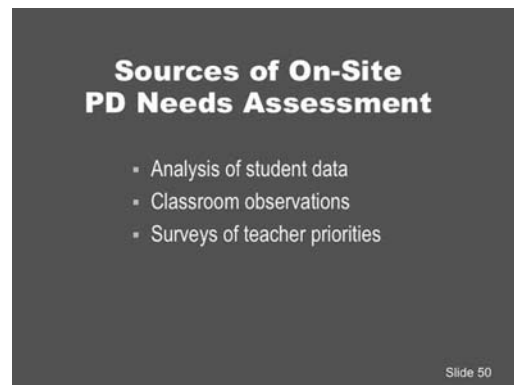 Sources of On-Site
PD Needs Assessment
▪ Analysis of student data
▪ Classroom observations
▪ Surveys of teacher priorities
Slide 50